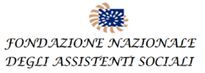 FONDAZIONE NAZIONALE
DEGLI ASSISTENTI SOCIALI